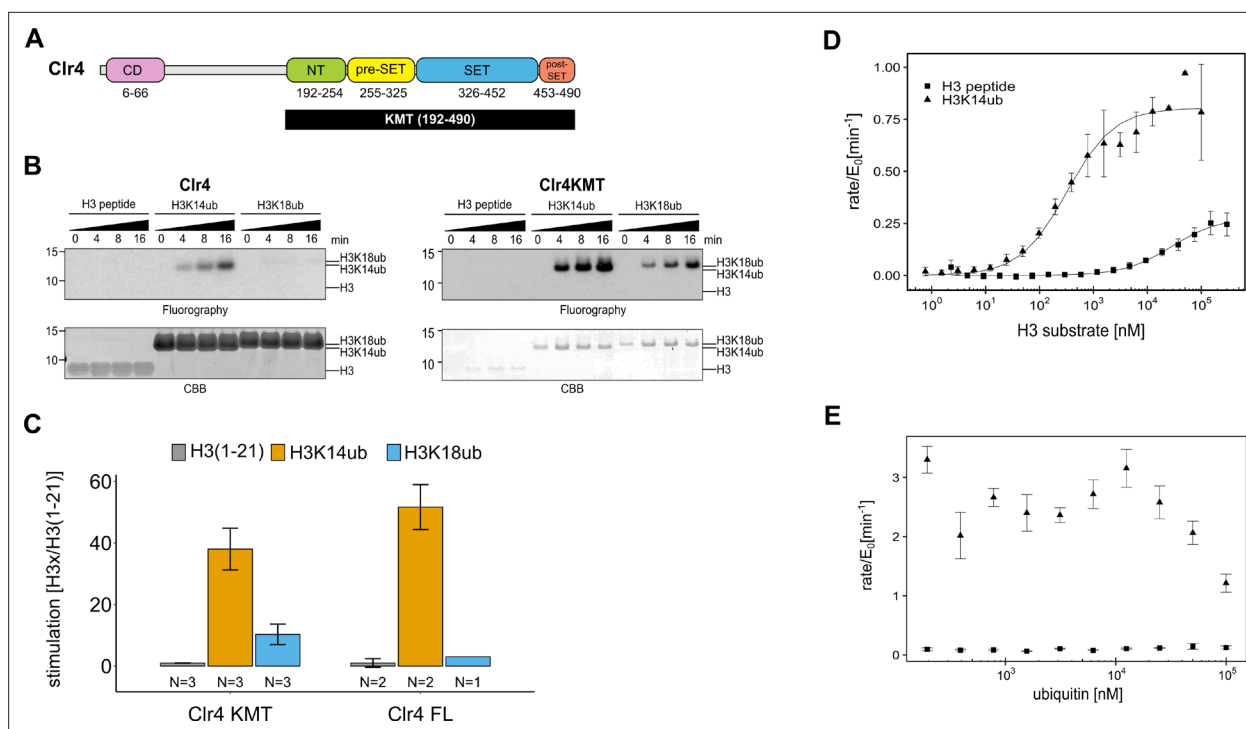 A
Clr4
CD
NT
pre-SET
SET
post-SET
6-66
192-254
255-325
326-452
453-490
KMT (192-490)
B
Clr4
H3 peptide
H3K14ub
H3K18ub
0 4 8 16 0 4 8 16 0 4 8 16 min
15
10
H3K18ub
H3K14ub
H3
Fluorography
15
10
H3K18ub
H3K14ub
H3
CBB
Clr4KMT
H3 peptide
H3K14ub
H3K18ub
0 4 8 16 0 4 8 16 0 4 8 16 min
15
10
H3K18ub
H3K14ub
H3
Fluorography
15
10
H3K18ub
H3K14ub
H3
CBB
C
H3(1-21) H3K14ub H3K18ub
stimulation [H3x/H3(1-21)]
60
40
20
0
N=3 N=3 N=3 N=2 N=2 N=1
Clr4 KMT Clr4 FL
D
H3 peptide
H3K14ub
rate/E0[min-1]
1.00
0.75
0.50
0.25
0.00
10^0 10^1 10^2 10^3 10^4 10^5
H3 substrate [nM]
E
rate/E0[min-1]
3
2
1
0
10^3 10^4 10^5
ubiquitin [nM]